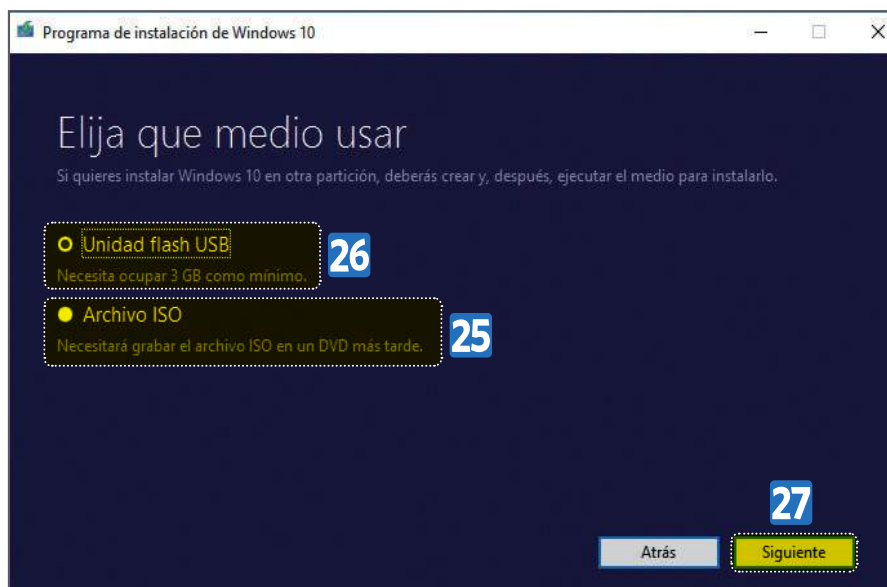 Programa de instalación de Windows 10
Elija que medio usar
Si quieres instalar Windows 10 en otra partición, deberás crear y, después, ejecutar el medio para instalarlo.
Unidad flash USB
26
Necesita ocupar 3 GB como mínimo.
Archivo ISO
25
Necesitará grabar el archivo ISO en un DVD más tarde.
27
Atrás
Siguiente